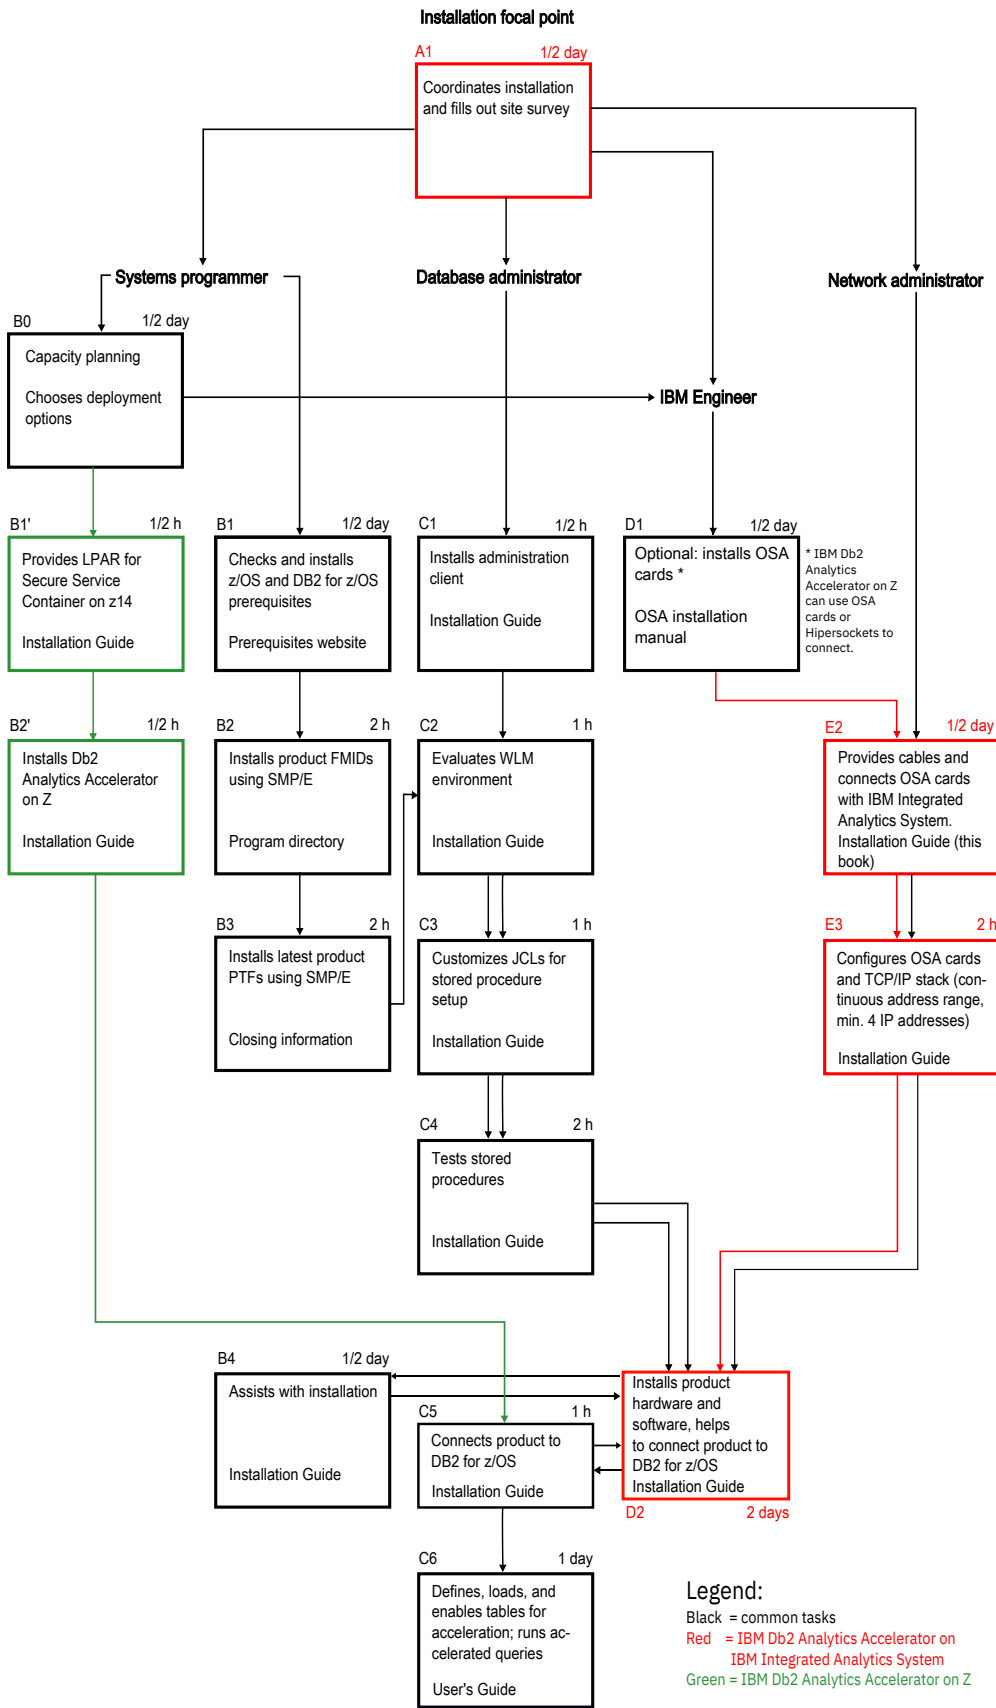 Installation focal point
A1 1/2 day
Coordinates installation
and fills out site survey
Systems programmer
Database administrator
Network administrator
B0 1/2 day
Capacity planning
Chooses deployment
options
IBM Engineer
B1' 1/2 h
Provides LPAR for
Secure Service
Container on z14
Installation Guide
B1 1/2 day
Checks and installs
z/OS and DB2 for z/OS
prerequisites
Prerequisites website
C1 1/2 h
Installs administration
client
Installation Guide
D1 1/2 day
Optional: installs OSA
cards *
OSA installation
manual
* IBM Db2
Analytics
Accelerator on Z
can use OSA
cards or
Hipersockets to
connect.
B2' 1/2 h
Installs Db2
Analytics Accelerator
on Z
Installation Guide
B2 2 h
Installs product FMIDs
using SMP/E
Program directory
C2 1 h
Evaluates WLM
environment
Installation Guide
E2 1/2 day
Provides cables and
connects OSA cards
with IBM Integrated
Analytics System.
Installation Guide (this
book)
B3 2 h
Installs latest product
PTFs using SMP/E
Closing information
C3 1 h
Customizes JCLs for
stored procedure
setup
Installation Guide
E3 2 h
Configures OSA cards
and TCP/IP stack (con-
tinuous address range,
min. 4 IP addresses)
Installation Guide
C4 2 h
Tests stored
procedures
Installation Guide
B4 1/2 day
Assists with installation
Installation Guide
C5 1 h
Connects product to
DB2 for z/OS
Installation Guide
Installs product
hardware and
software, helps
to connect product to
DB2 for z/OS
Installation Guide
D2 2 days
C6 1 day
Defines, loads, and
enables tables for
acceleration; runs ac-
celerated queries
User's Guide
Legend:
Black = common tasks
Red = IBM Db2 Analytics Accelerator on
IBM Integrated Analytics System
Green = IBM Db2 Analytics Accelerator on Z